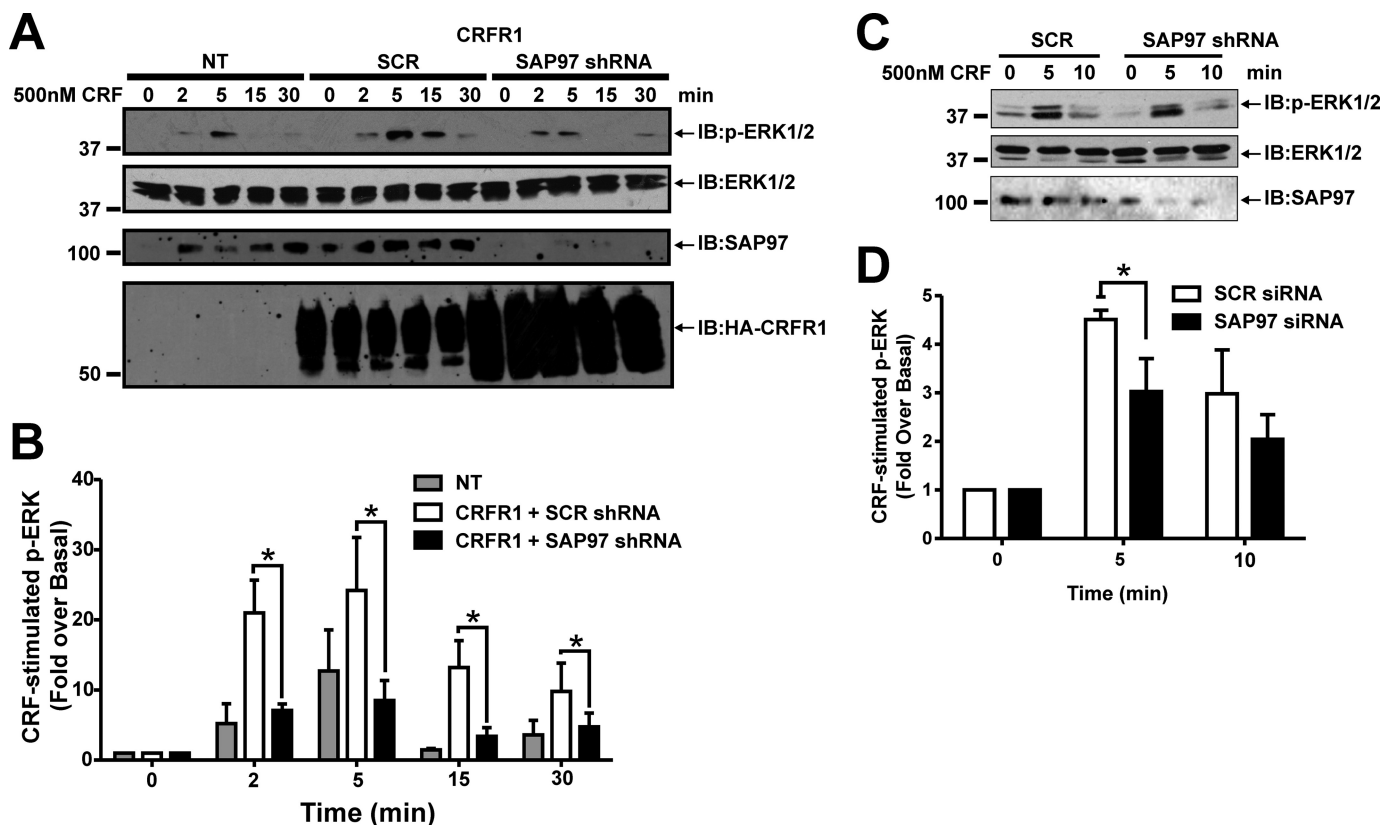 A
CRFR1
NT SCR SAP97 shRNA
500nM CRF 0 2 5 15 30 0 2 5 15 30 0 2 5 15 30 min
37
IB:p-ERK1/2
IB:ERK1/2
37
100
IB:SAP97
IB:HA-CRFR1
50
B
CRF-stimulated p-ERK
(Fold over Basal)
40
30
20
10
0
NT
CRFR1 + SCR shRNA
CRFR1 + SAP97 shRNA
*
*
*
*
0 2 5 15 30
Time (min)
C
SCR SAP97 shRNA
500nM CRF 0 5 10 0 5 10 min
37
IB:p-ERK1/2
37
IB:ERK1/2
100
IB:SAP97
D
CRF-stimulated p-ERK
(Fold Over Basal)
5
4
3
2
1
0
*
SCR siRNA
SAP97 siRNA
0 5 10
Time (min)